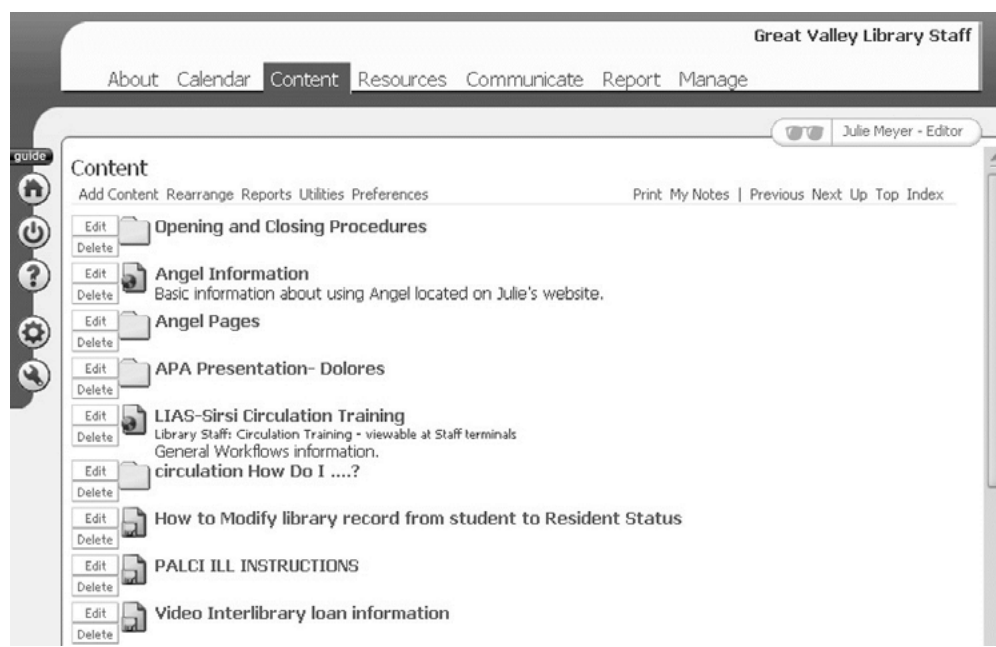 Great Valley Library Staff
About Calendar Content Resources Communicate Report Manage
Julie Meyer - Editor
guide
Content
Add Content Rearrange Reports Utilities Preferences Print My Notes | Previous Next Up Top Index
Edit Opening and Closing Procedures
Delete
Edit Angel Information
Delete Basic information about using Angel located on Julie's website.
Edit Angel Pages
Delete
Edit APA Presentation- Dolores
Delete
Edit LIAS-Sirsi Circulation Training
Delete Library Staff: Circulation Training - viewable at Staff terminals
General Workflows information.
Edit circulation How Do I ....?
Delete
Edit How to Modify library record from student to Resident Status
Delete
Edit PALCI ILL INSTRUCTIONS
Delete
Edit Video Interlibrary loan information
Delete